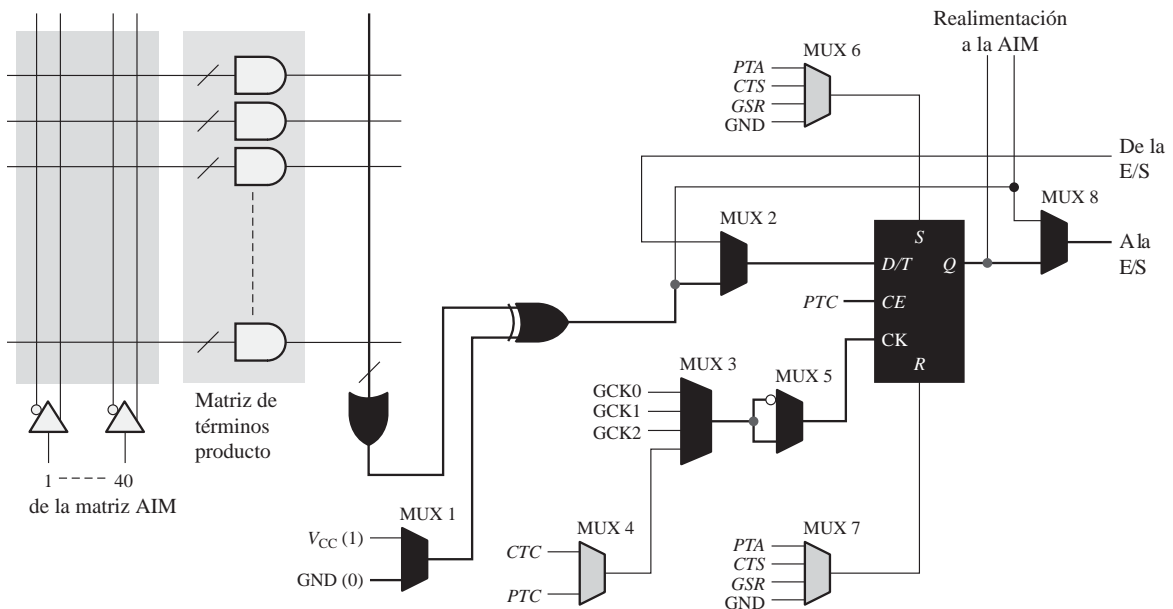 Realimentación
a la AIM
MUX 6
PTA
CTS
GSR
GND
De la
E/S
MUX 8
MUX 2
S
D/T
Q
A la
E/S
PTC
CE
CK
R
MUX 3
MUX 5
GCK0
GCK1
GCK2
Matriz de
términos
producto
1
40
de la matriz AIM
MUX 1
VCC (1)
GND (0)
MUX 4
CTC
PTC
MUX 7
PTA
CTS
GSR
GND